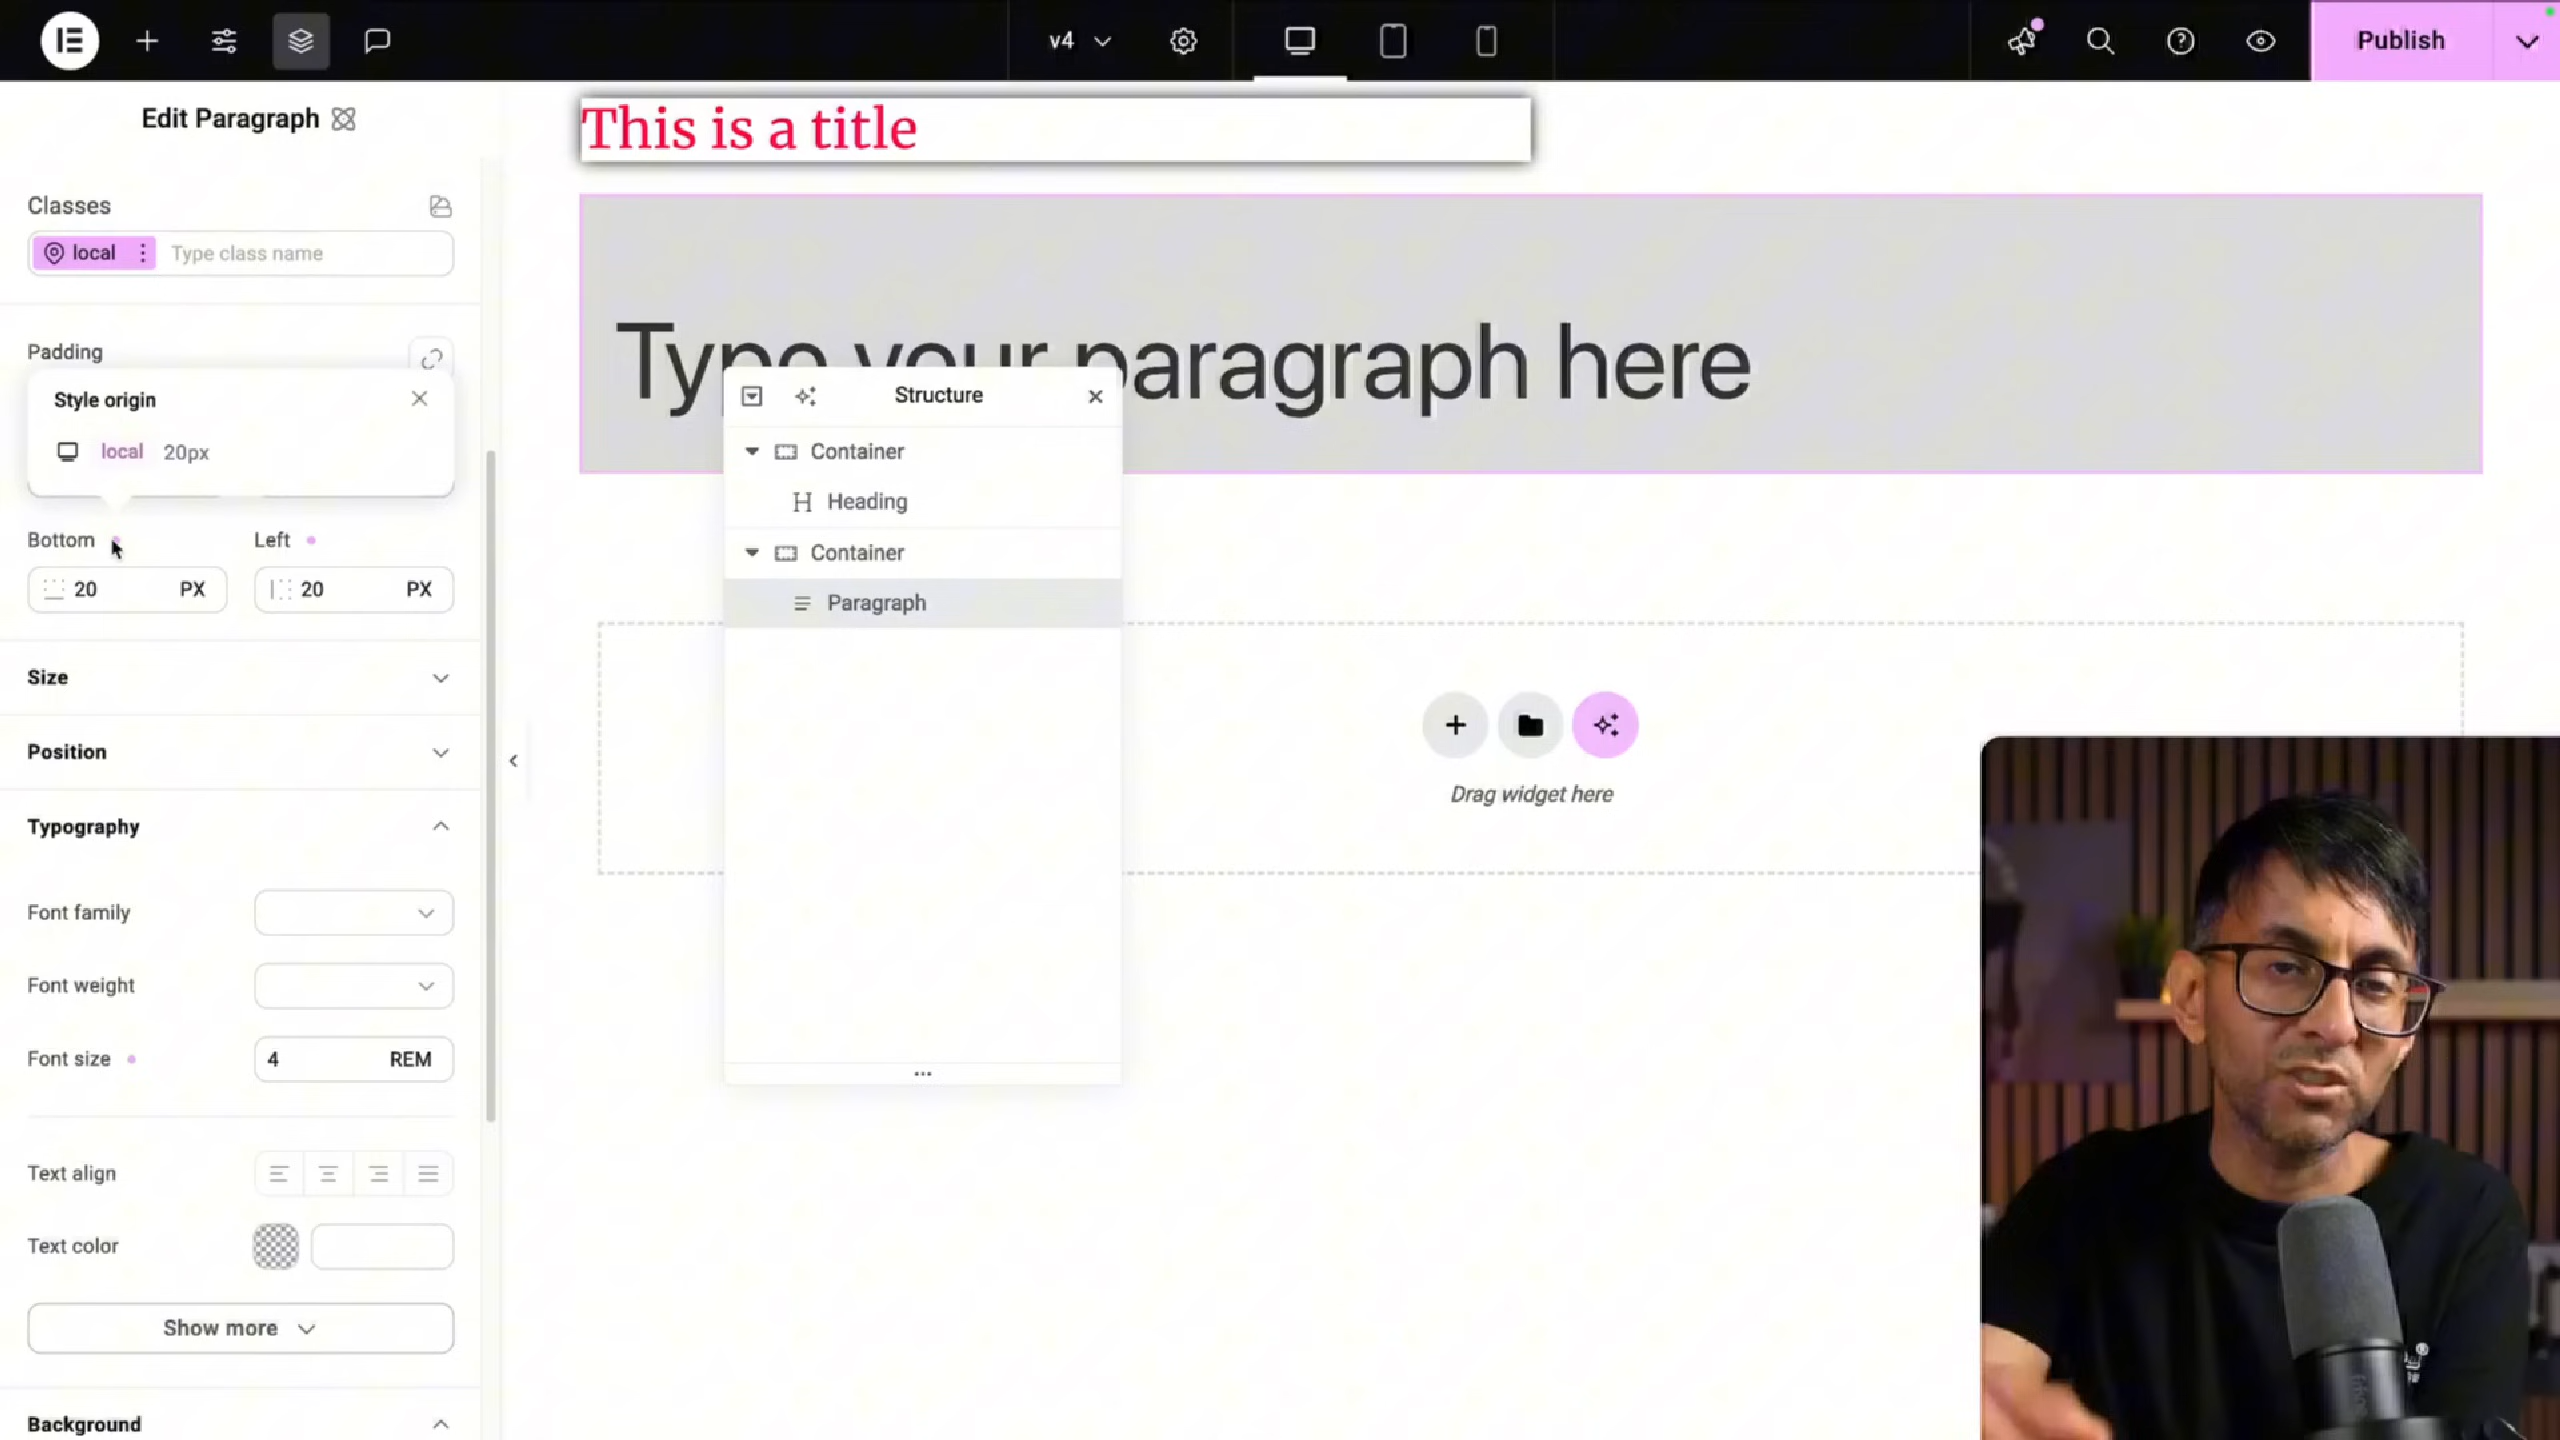 v4
Publish
Edit Paragraph
Classes
local
Type class name
Padding
Style origin
local 20px
Bottom
Left
20 PX
20 PX
Size
Position
Typography
Font family
Font weight
Font size
4 REM
Text align
Text color
Show more
Background
This is a title
Type your paragraph here
Structure
Container
Heading
Container
Paragraph
Drag widget here